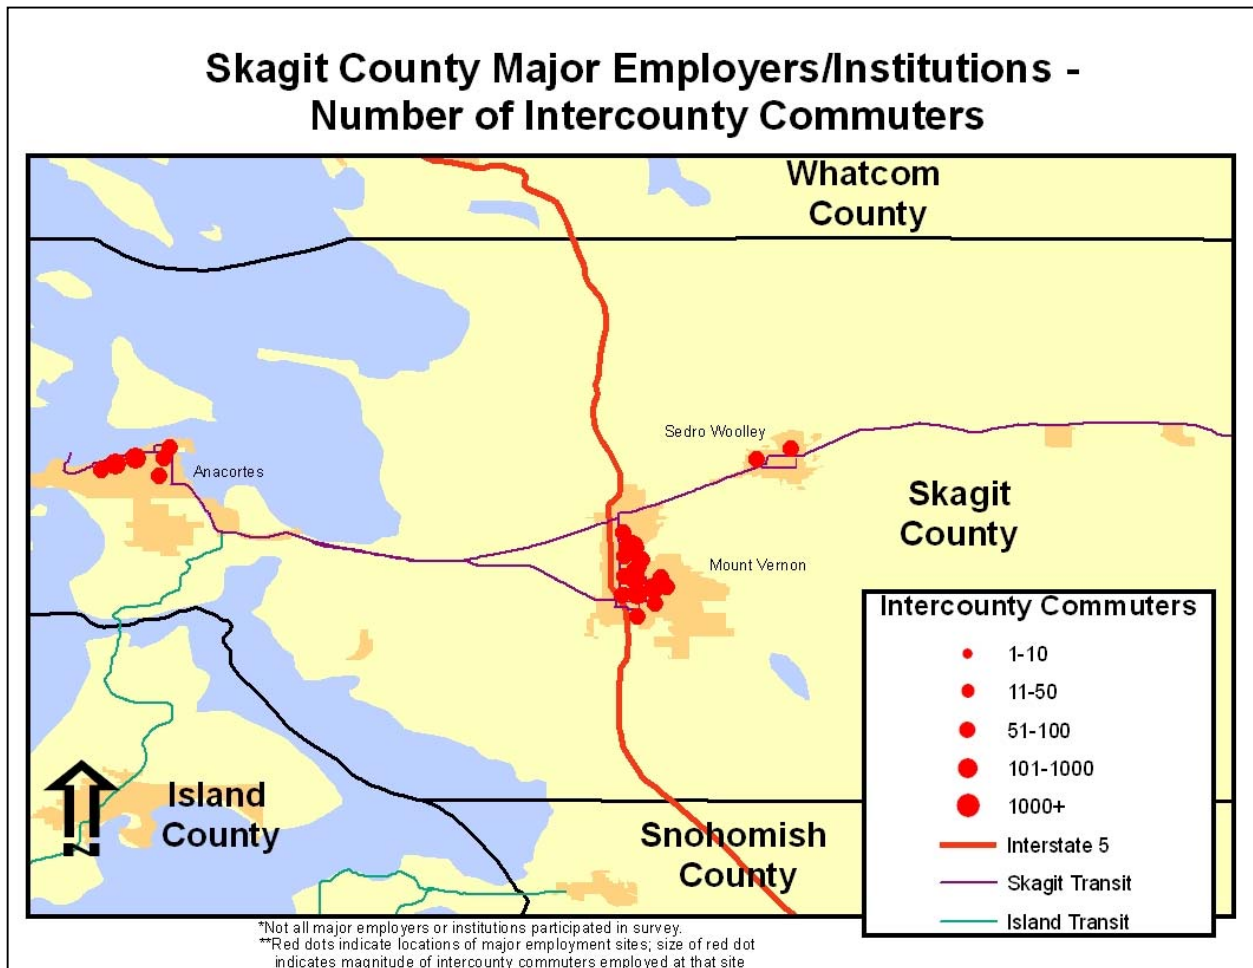 Skagit County Major Employers/Institutions -
Number of Intercounty Commuters
Whatcom
County
Sedro Woolley
Anacortes
Skagit
County
Mount Vernon
Island
County
Snohomish
County
Intercounty Commuters
1-10
11-50
51-100
101-1000
1000+
Interstate 5
Skagit Transit
Island Transit
N
*Not all major employers or institutions participated in survey.
**Red dots indicate locations of major employment sites; size of red dot
indicates magnitude of intercounty commuters employed at that site